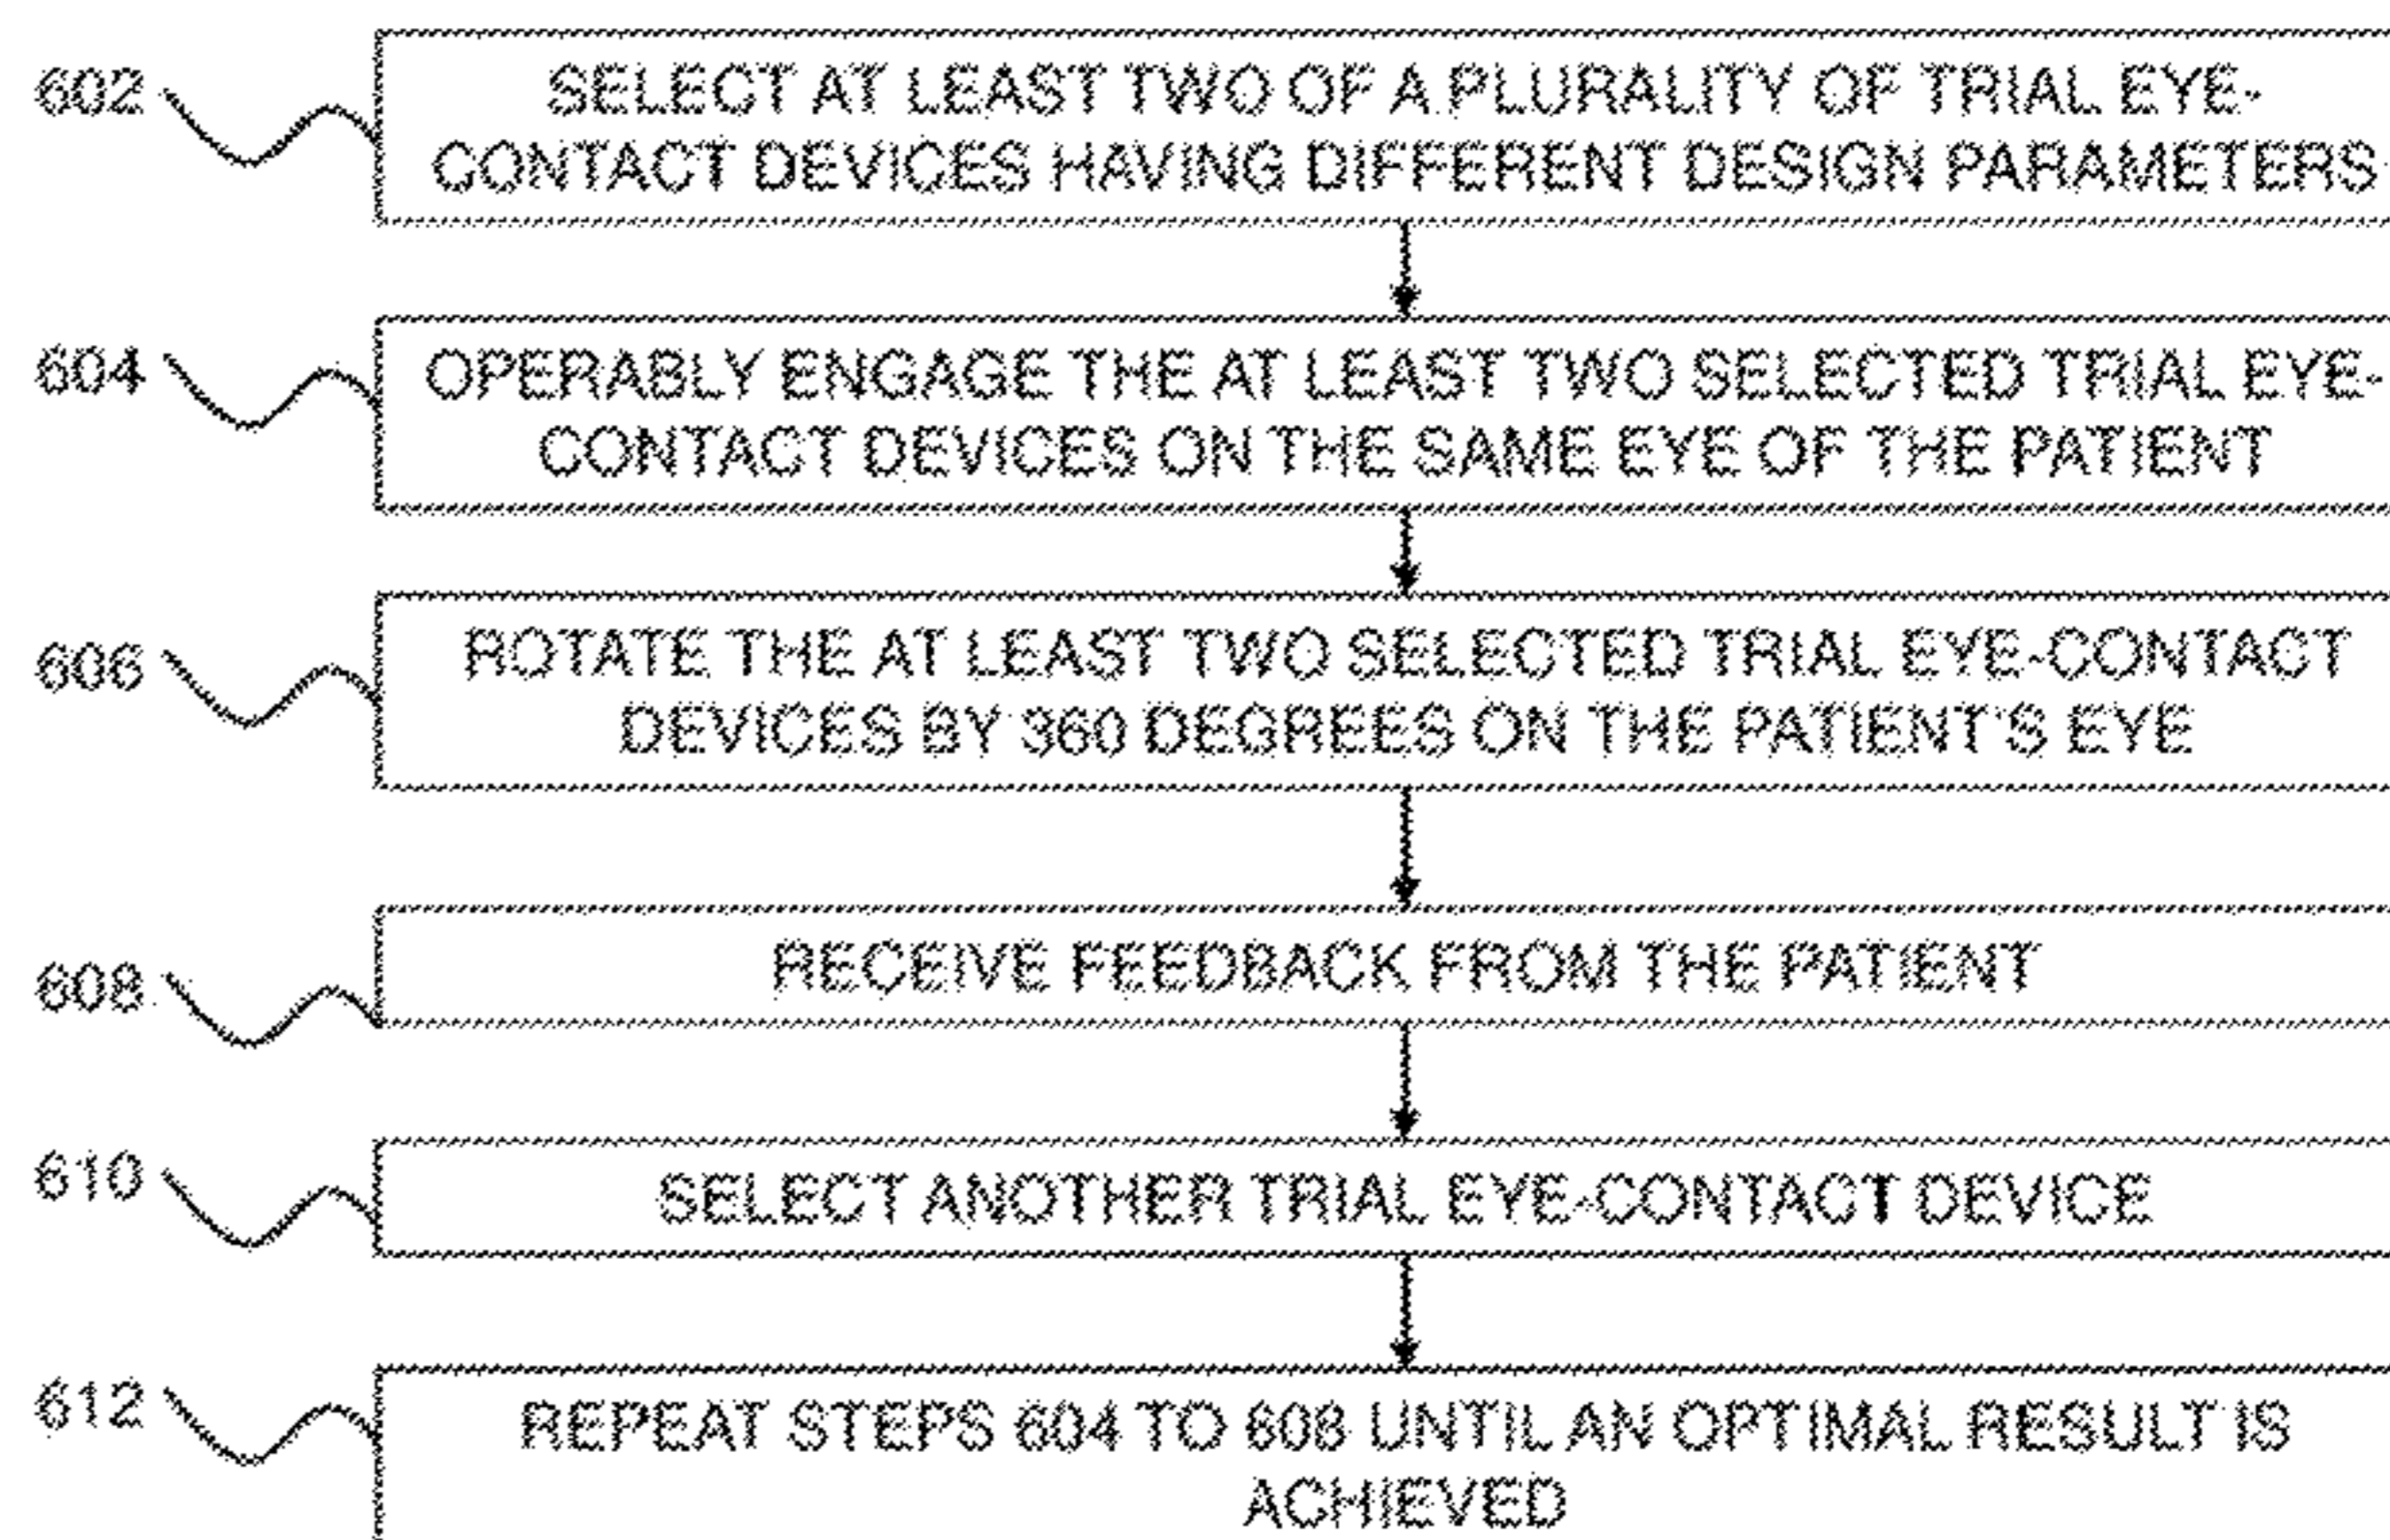 602
SELECT AT LEAST TWO OF A PLURALITY OF TRIAL EYE-
CONTACT DEVICES HAVING DIFFERENT DESIGN PARAMETERS
604
OPERABLY ENGAGE THE AT LEAST TWO SELECTED TRIAL EYE-
CONTACT DEVICES ON THE SAME EYE OF THE PATIENT
606
ROTATE THE AT LEAST TWO SELECTED TRIAL EYE-CONTACT
DEVICES BY 360 DEGREES ON THE PATIENT'S EYE
608
RECEIVE FEEDBACK FROM THE PATIENT
610
SELECT ANOTHER TRIAL EYE-CONTACT DEVICE
612
REPEAT STEPS 604 TO 608 UNTIL AN OPTIMAL RESULT IS
ACHIEVED